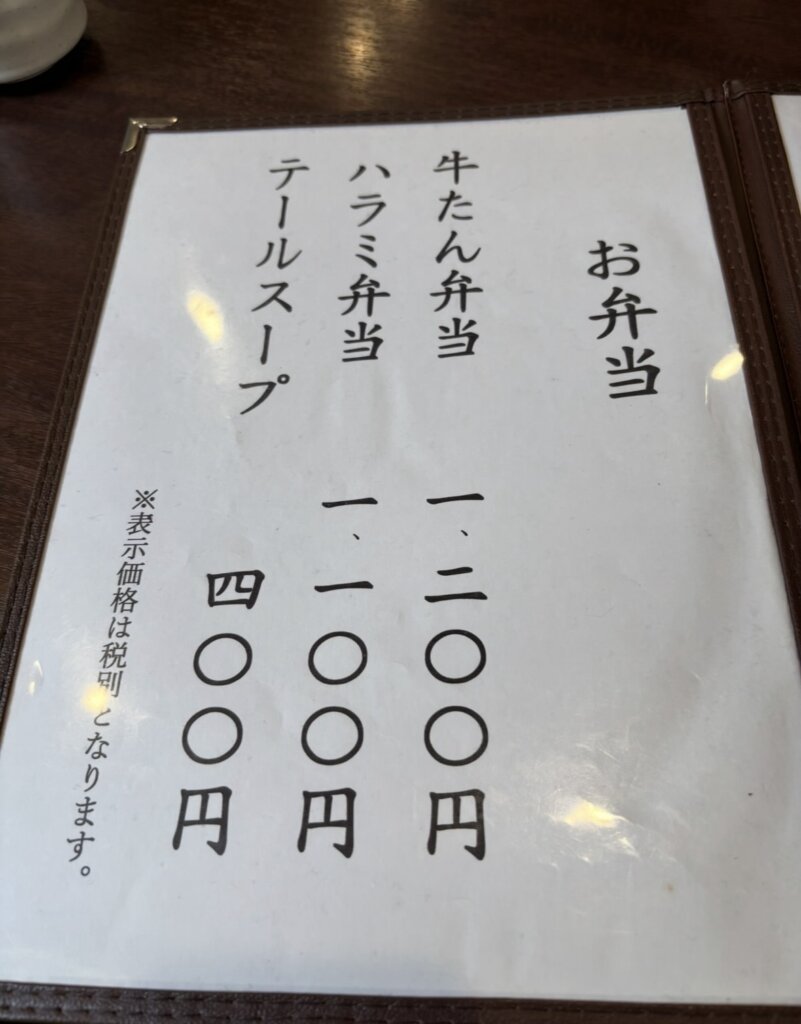 お弁当
牛たん弁当 一、二〇〇円
ハラミ弁当 一、一〇〇円
テールスープ 四〇〇円
※表示価格は税別となります。